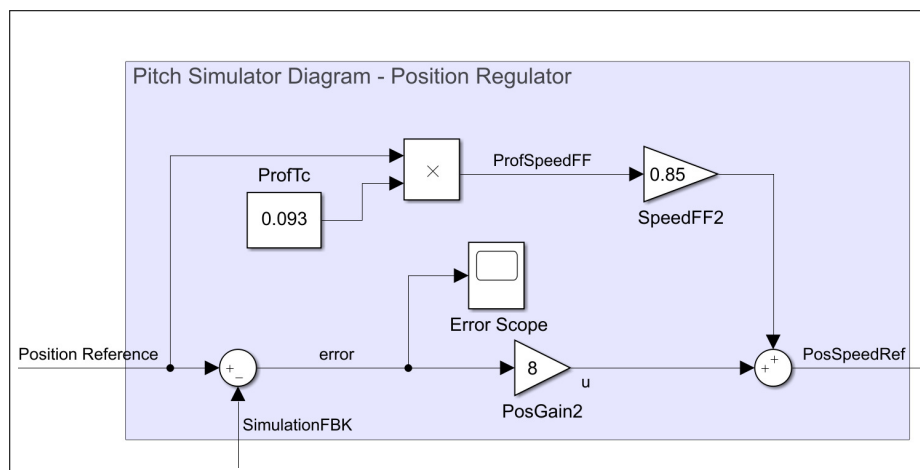 Pitch Simulator Diagram - Position Regulator
ProfTc
0.093
×
ProfSpeedFF
0.85
SpeedFF2
Error Scope
Position Reference
+
−
error
8
u
PosGain2
+
+
PosSpeedRef
SimulationFBK